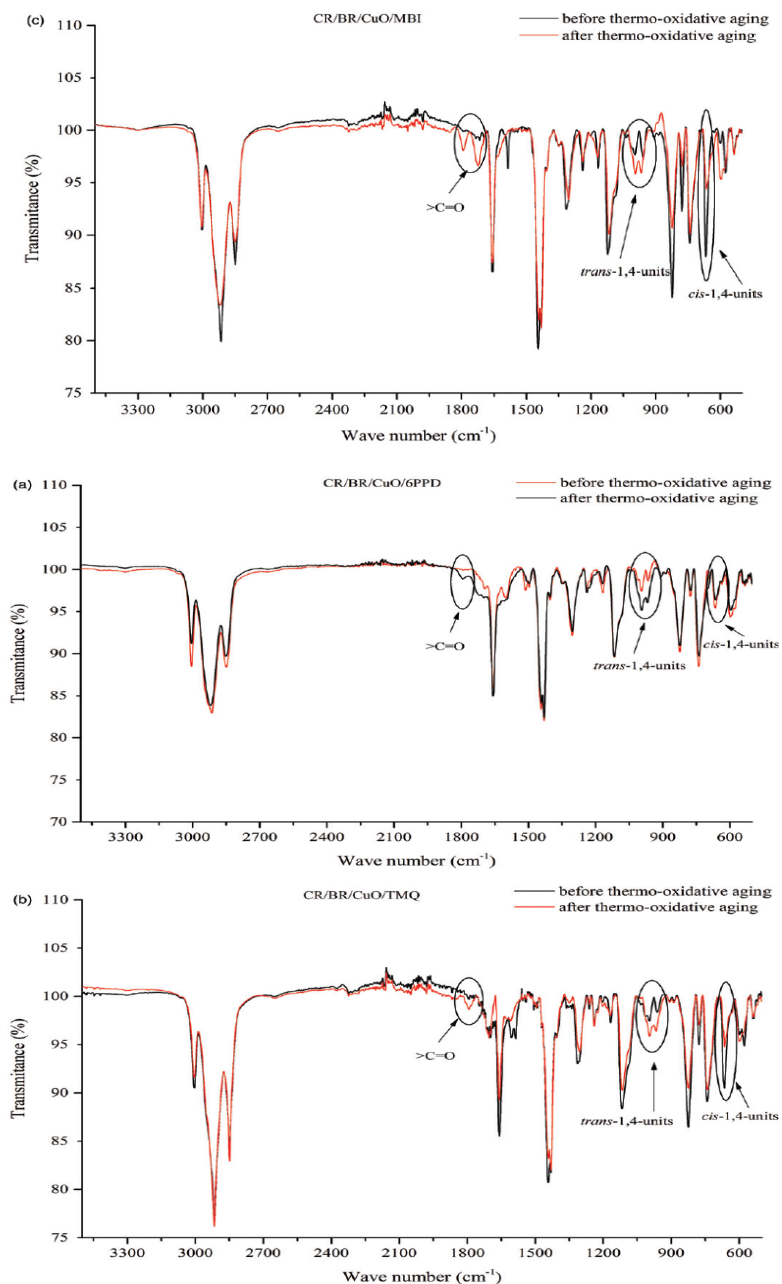 (c)
CR/BR/CuO/MBI
before thermo-oxidative aging
after thermo-oxidative aging
110
105
100
95
90
85
80
75
Transmitance (%)
>C=O
trans-1,4-units
cis-1,4-units
3300 3000 2700 2400 2100 1800 1500 1200 900 600
Wave number (cm⁻¹)
(a)
CR/BR/CuO/6PPD
before thermo-oxidative aging
after thermo-oxidative aging
110
105
100
95
90
85
80
75
70
Transmitance (%)
>C=O
trans-1,4-units
cis-1,4-units
3300 3000 2700 2400 2100 1800 1500 1200 900 600
Wave number (cm⁻¹)
(b)
CR/BR/CuO/TMQ
before thermo-oxidative aging
after thermo-oxidative aging
110
105
100
95
90
85
80
75
Transmitance (%)
>C=O
trans-1,4-units
cis-1,4-units
3300 3000 2700 2400 2100 1800 1500 1200 900 600
Wave number (cm⁻¹)